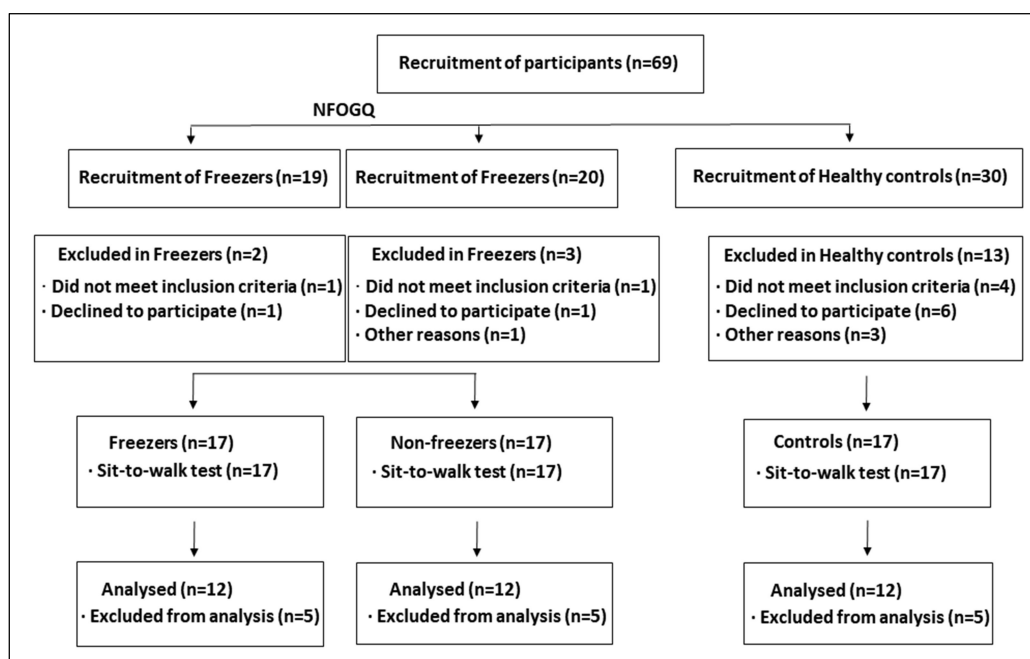 Recruitment of participants (n=69)
NFOGQ
Recruitment of Freezers (n=19)
Recruitment of Freezers (n=20)
Recruitment of Healthy controls (n=30)
Excluded in Freezers (n=2)
· Did not meet inclusion criteria (n=1)
· Declined to participate (n=1)
Excluded in Freezers (n=3)
· Did not meet inclusion criteria (n=1)
· Declined to participate (n=1)
· Other reasons (n=1)
Excluded in Healthy controls (n=13)
· Did not meet inclusion criteria (n=4)
· Declined to participate (n=6)
· Other reasons (n=3)
Freezers (n=17)
· Sit-to-walk test (n=17)
Non-freezers (n=17)
· Sit-to-walk test (n=17)
Controls (n=17)
· Sit-to-walk test (n=17)
Analysed (n=12)
· Excluded from analysis (n=5)
Analysed (n=12)
· Excluded from analysis (n=5)
Analysed (n=12)
· Excluded from analysis (n=5)